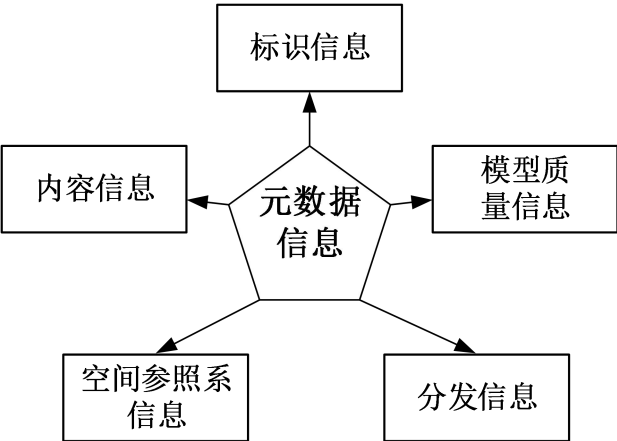 标识信息
内容信息
模型质
量信息
元数据
信息
空间参照系
信息
分发信息